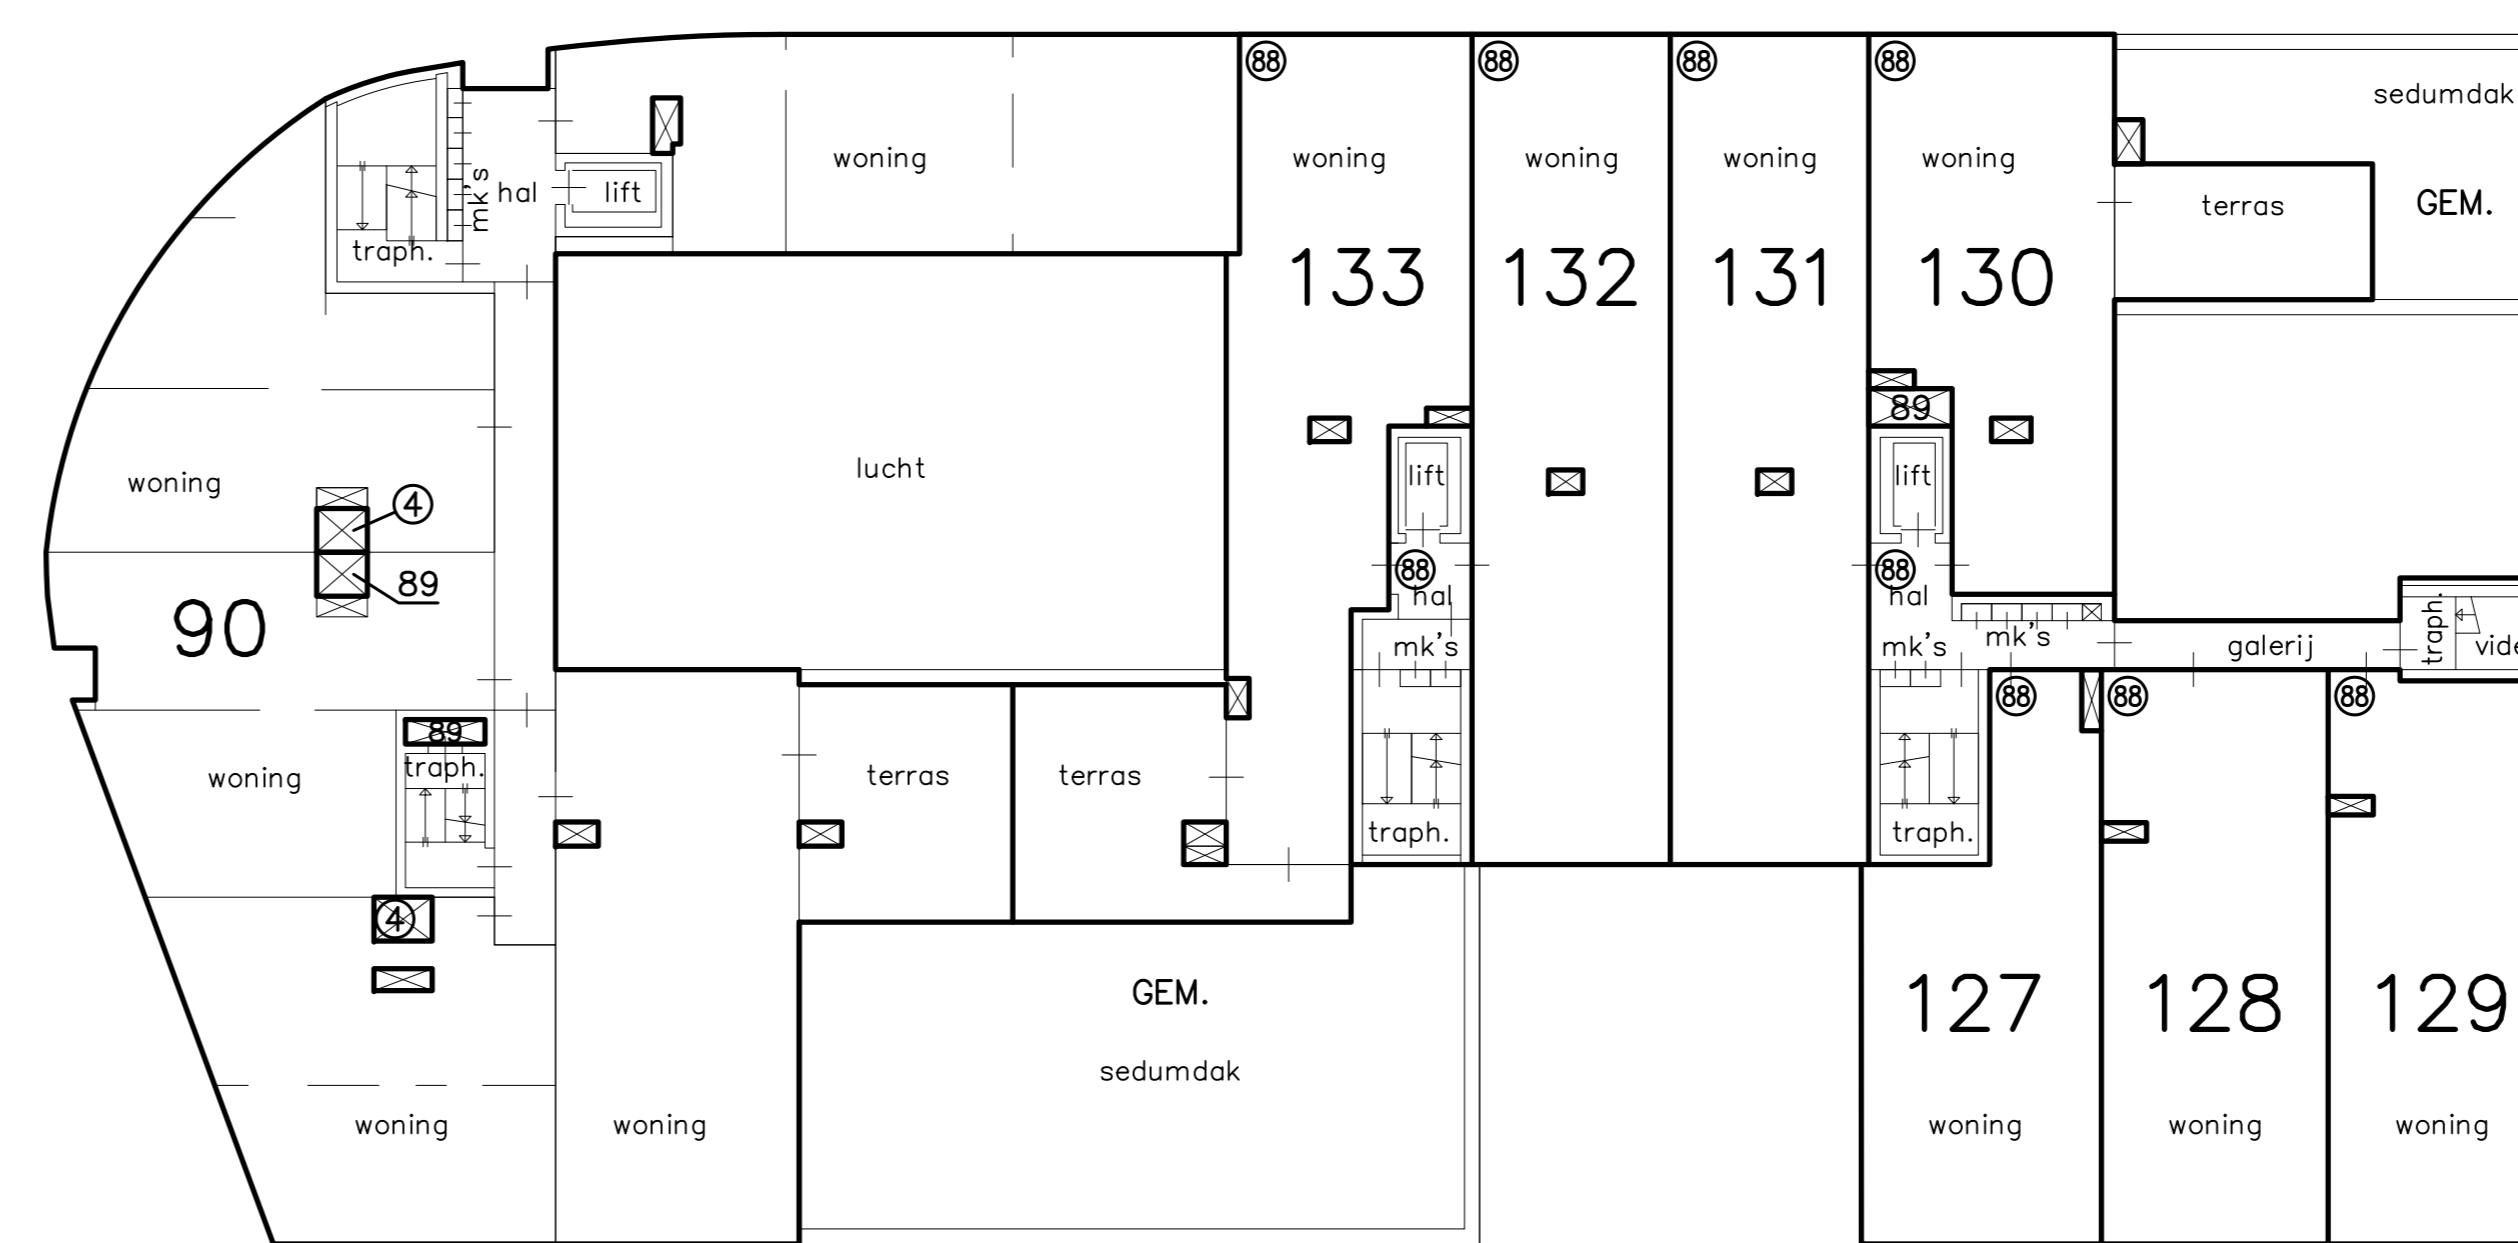 88
88
88
88
sedumdak
woning
woning
woning
woning
woning
mk's
hal
lift
terras
GEM.
traph.
133
132
131
130
89
lucht
lift
lift
woning
4
88
88
89
hal
hal
90
mk's
mk's
mk's
galerij
traph.
vide
88
88
88
89
traph.
woning
terras
terras
traph.
traph.
4
GEM.
127
128
129
sedumdak
woning
woning
woning
woning
woning